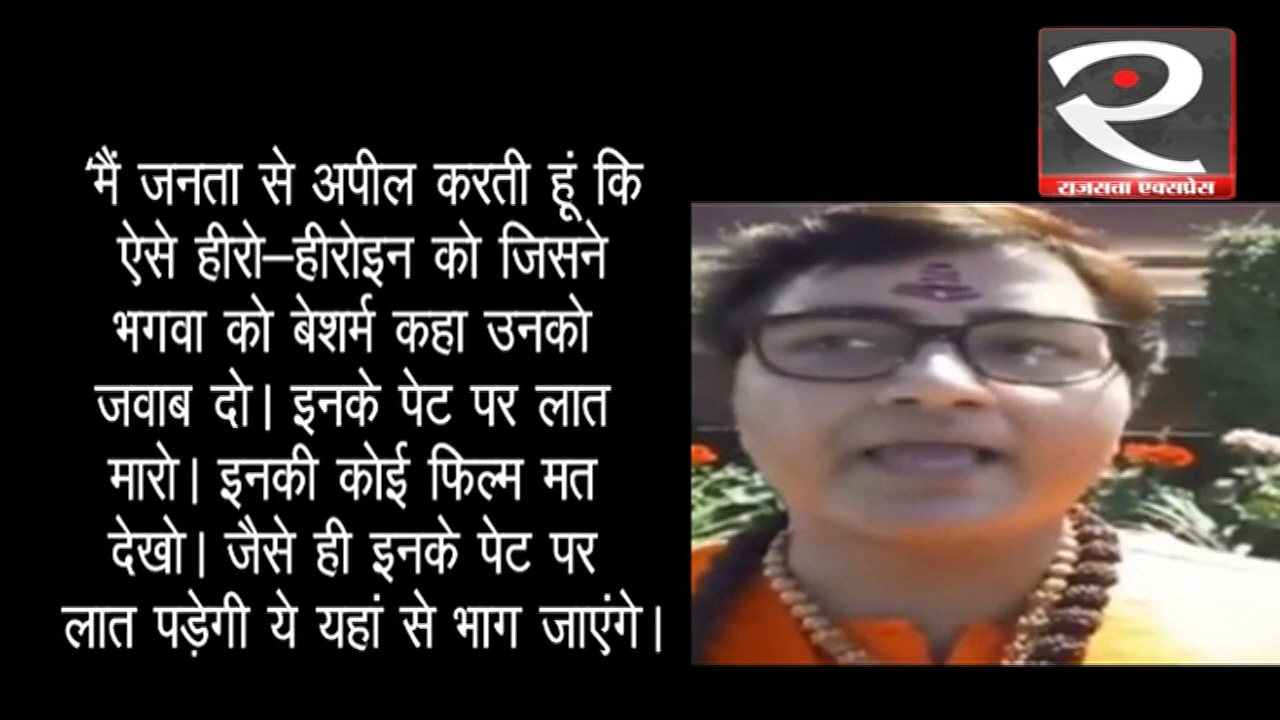 ‘मैं जनता से अपील करती हूं कि
ऐसे हीरो–हीरोइन को जिसने
भगवा को बेशर्म कहा उनको
जवाब दो। इनके पेट पर लात
मारो। इनकी कोई फिल्म मत
देखो। जैसे ही इनके पेट पर
लात पड़ेगी ये यहां से भाग जाएंगे।
राजसत्ता एक्सप्रेस